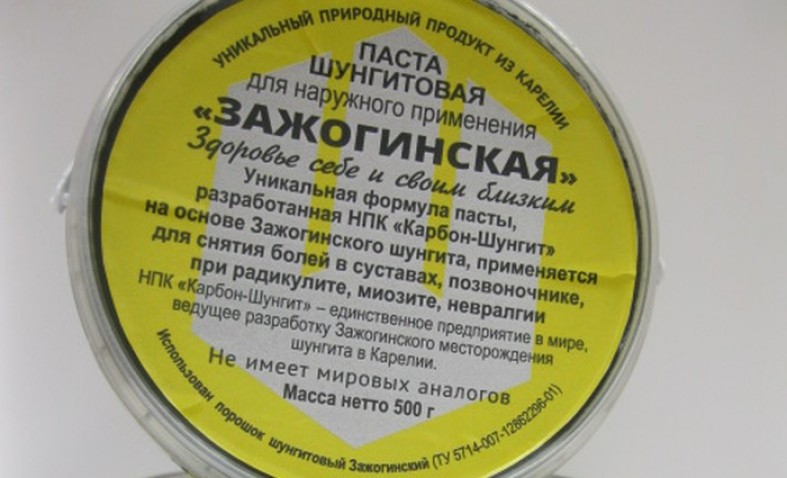 УНИКАЛЬНЫЙ ПРИРОДНЫЙ ПРОДУКТ ИЗ КАРЕЛИИ
ПАСТА
ШУНГИТОВАЯ
для наружного применения
«ЗАЖОГИНСКАЯ»
Здоровье себе и своим близким
Уникальная формула пасты,
разработанная НПК «Карбон-Шунгит»
на основе Зажогинского шунгита, применяется
для снятия болей в суставах, позвоночнике,
при радикулите, миозите, невралгии
НПК «Карбон-Шунгит» – единственное предприятие в мире,
ведущее разработку Зажогинского месторождения
шунгита в Карелии.
Не имеет мировых аналогов
Масса нетто 500 г
Использован порошок шунгитовый Зажогинский (ТУ 5714-007-12862296-01)